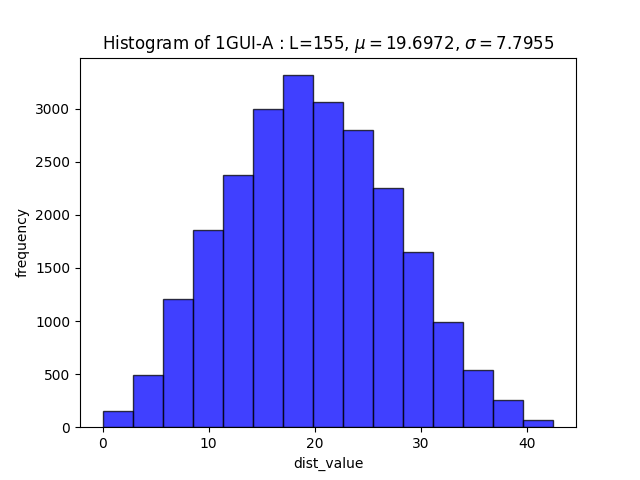 Histogram of 1GUI-A : L=155, μ = 19.6972, σ = 7.7955
frequency
3000
2500
2000
1500
1000
500
0
0 10 20 30 40
dist_value